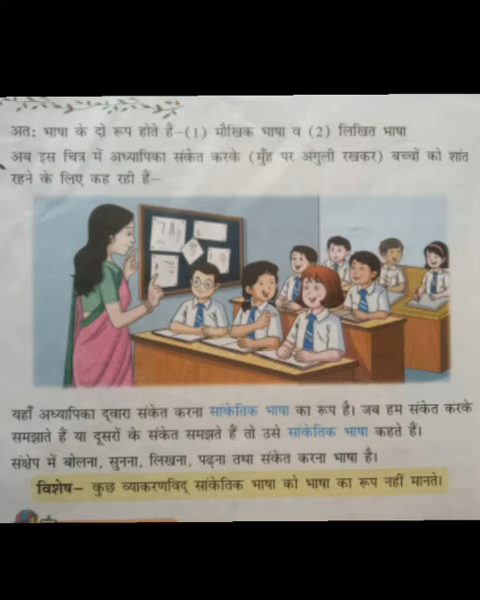 अतः भाषा के दो रूप होते हैं–(1) मौखिक भाषा व (2) लिखित भाषा
अब इस चित्र में अध्यापिका संकेत करके (मुँह पर अंगुली रखकर) बच्चों को शांत
रहने के लिए कह रही हैं–
यहाँ अध्यापिका द्वारा संकेत करना सांकेतिक भाषा का रूप है। जब हम संकेत करके
समझाते हैं या दूसरों के संकेत समझते हैं तो उसे सांकेतिक भाषा कहते हैं।
संक्षेप में बोलना, सुनना, लिखना, पढ़ना तथा संकेत करना भाषा है।
विशेष– कुछ व्याकरणविद् सांकेतिक भाषा को भाषा का रूप नहीं मानते।